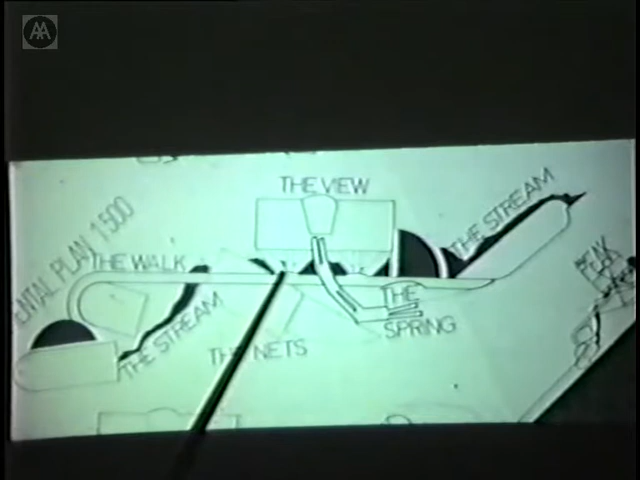 AA
THE VIEW
THE STREAM
ENTAL PLAN 1:500
THE WALK
PEAK
THE
SPRING
THE STREAM
THE NETS